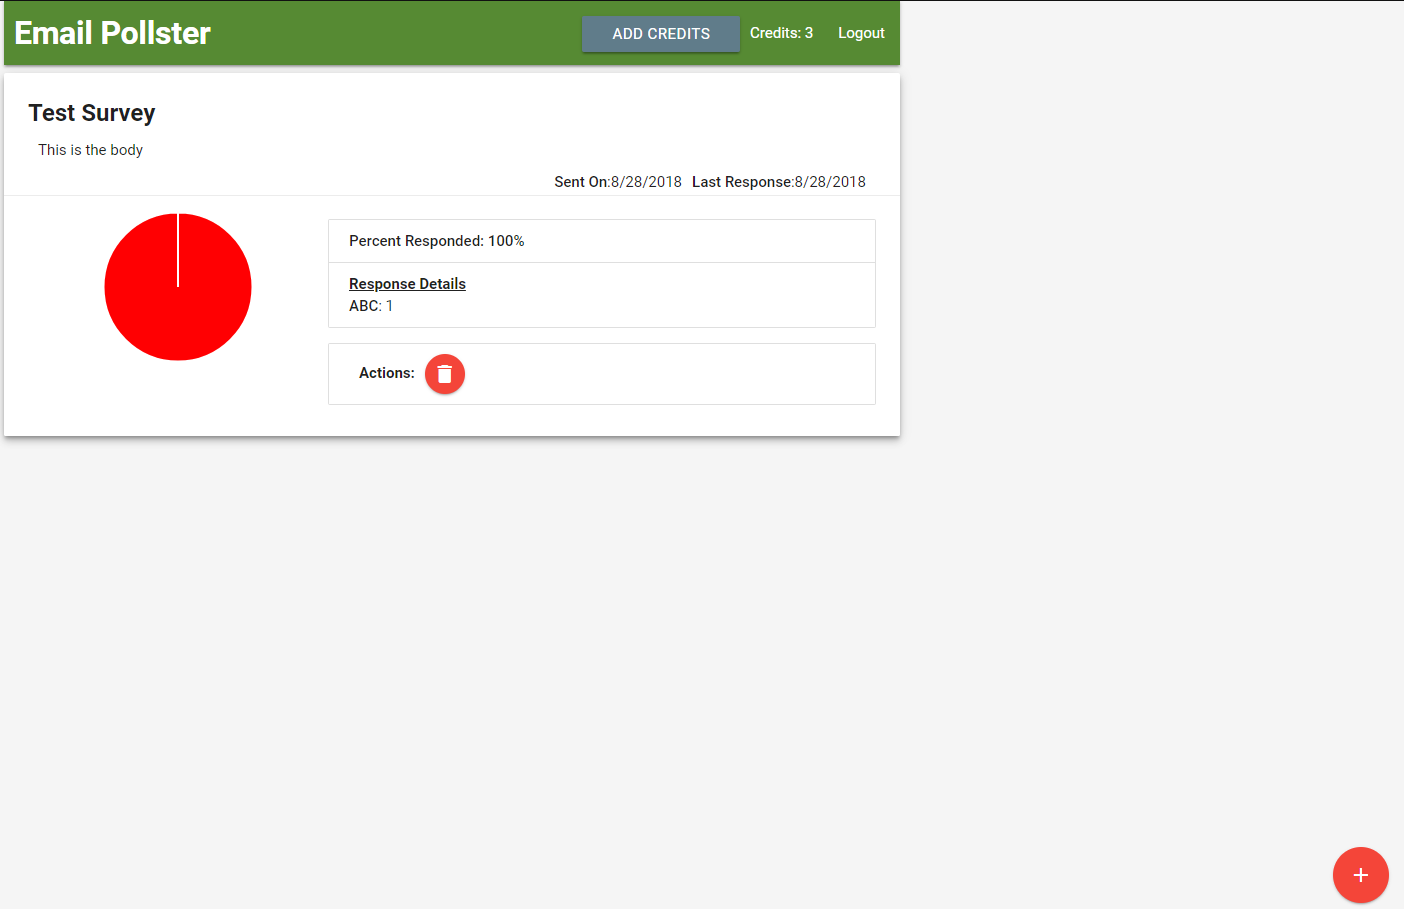 Email Pollster
ADD CREDITS
Credits: 3
Logout
Test Survey
This is the body
Sent On:8/28/2018 Last Response:8/28/2018
Percent Responded: 100%
Response Details
ABC: 1
Actions: